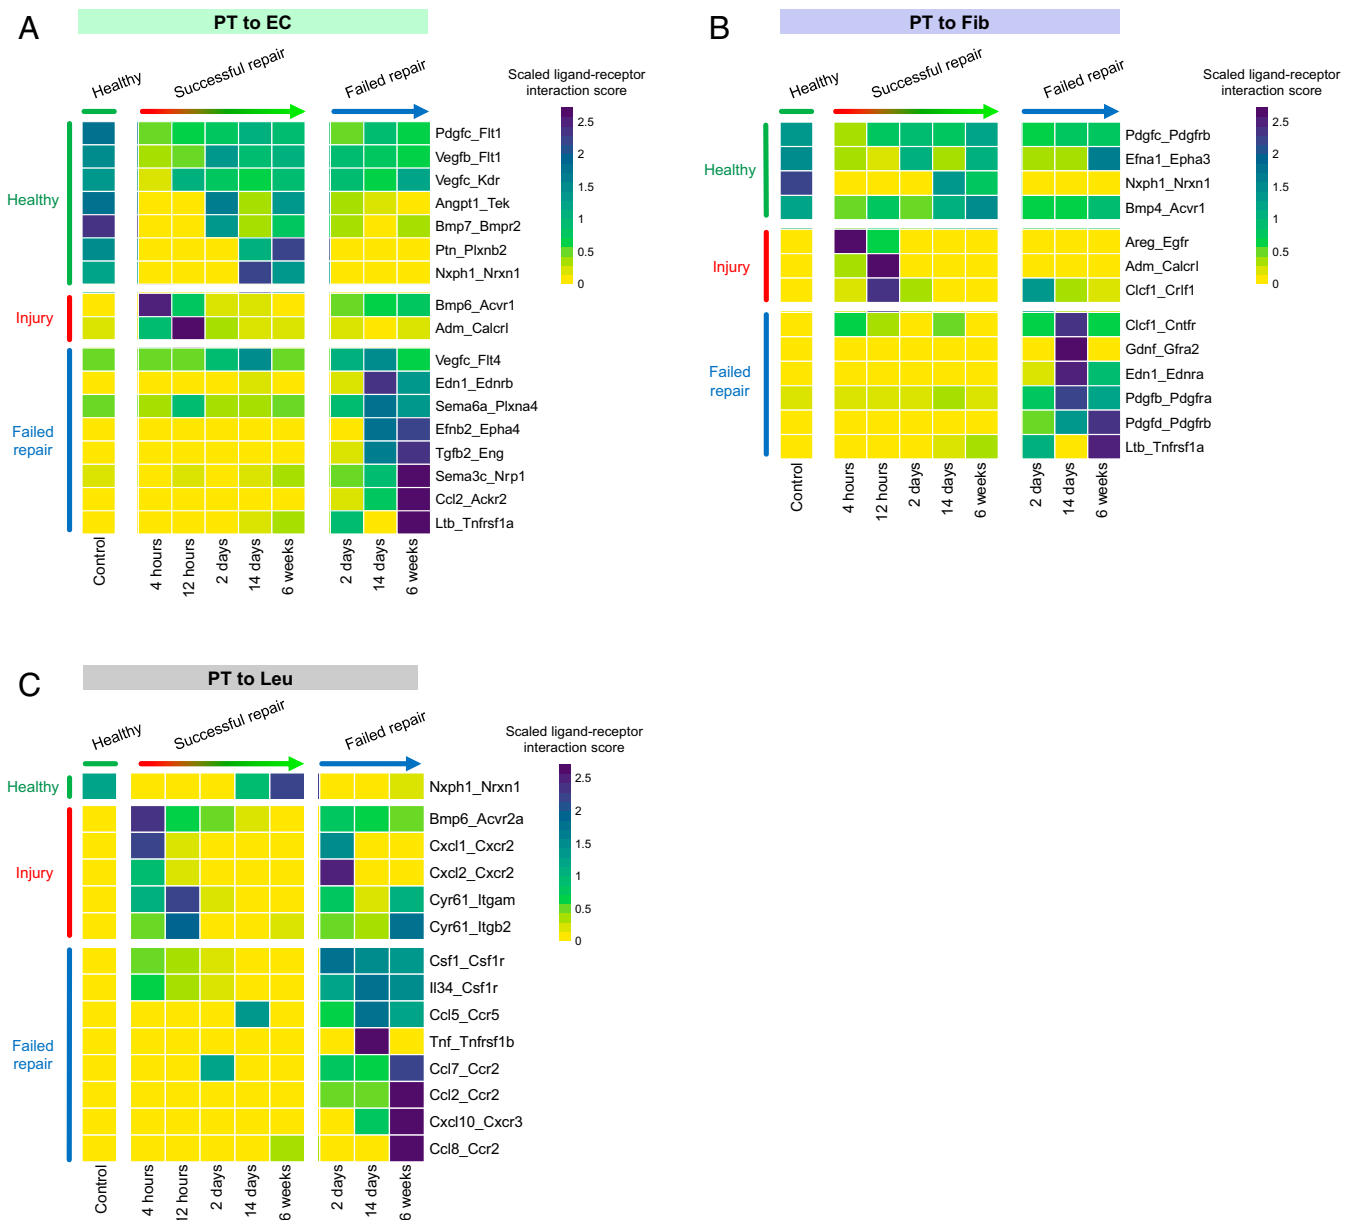 A
PT to EC
Healthy
Successful repair
Failed repair
Scaled ligand-receptor
interaction score
2.5
2
1.5
1
0.5
0
Healthy
Pdgfc_Flt1
Vegfb_Flt1
Vegfc_Kdr
Angpt1_Tek
Bmp7_Bmpr2
Ptn_Plxnb2
Nxph1_Nrxn1
Injury
Bmp6_Acvr1
Adm_Calcrl
Failed
repair
Vegfc_Flt4
Edn1_Ednrb
Sema6a_Plxna4
Efnb2_Epha4
Tgfb2_Eng
Sema3c_Nrp1
Ccl2_Ackr2
Ltb_Tnfrsf1a
Control
4 hours
12 hours
2 days
14 days
6 weeks
2 days
14 days
6 weeks
B
PT to Fib
Healthy
Successful repair
Failed repair
Scaled ligand-receptor
interaction score
2.5
2
1.5
1
0.5
0
Healthy
Pdgfc_Pdgfrb
Efna1_Epha3
Nxph1_Nrxn1
Bmp4_Acvr1
Injury
Areg_Egfr
Adm_Calcrl
Clcf1_Crlf1
Failed
repair
Clcf1_Cntfr
Gdnf_Gfra2
Edn1_Ednra
Pdgfb_Pdgfra
Pdgfd_Pdgfrb
Ltb_Tnfrsf1a
Control
4 hours
12 hours
2 days
14 days
6 weeks
2 days
14 days
6 weeks
C
PT to Leu
Healthy
Successful repair
Failed repair
Scaled ligand-receptor
interaction score
2.5
2
1.5
1
0.5
0
Healthy
Nxph1_Nrxn1
Injury
Bmp6_Acvr2a
Cxcl1_Cxcr2
Cxcl2_Cxcr2
Cyr61_Itgam
Cyr61_Itgb2
Failed
repair
Csf1_Csf1r
Il34_Csf1r
Ccl5_Ccr5
Tnf_Tnfrsf1b
Ccl7_Ccr2
Ccl2_Ccr2
Cxcl10_Cxcr3
Ccl8_Ccr2
Control
4 hours
12 hours
2 days
14 days
6 weeks
2 days
14 days
6 weeks